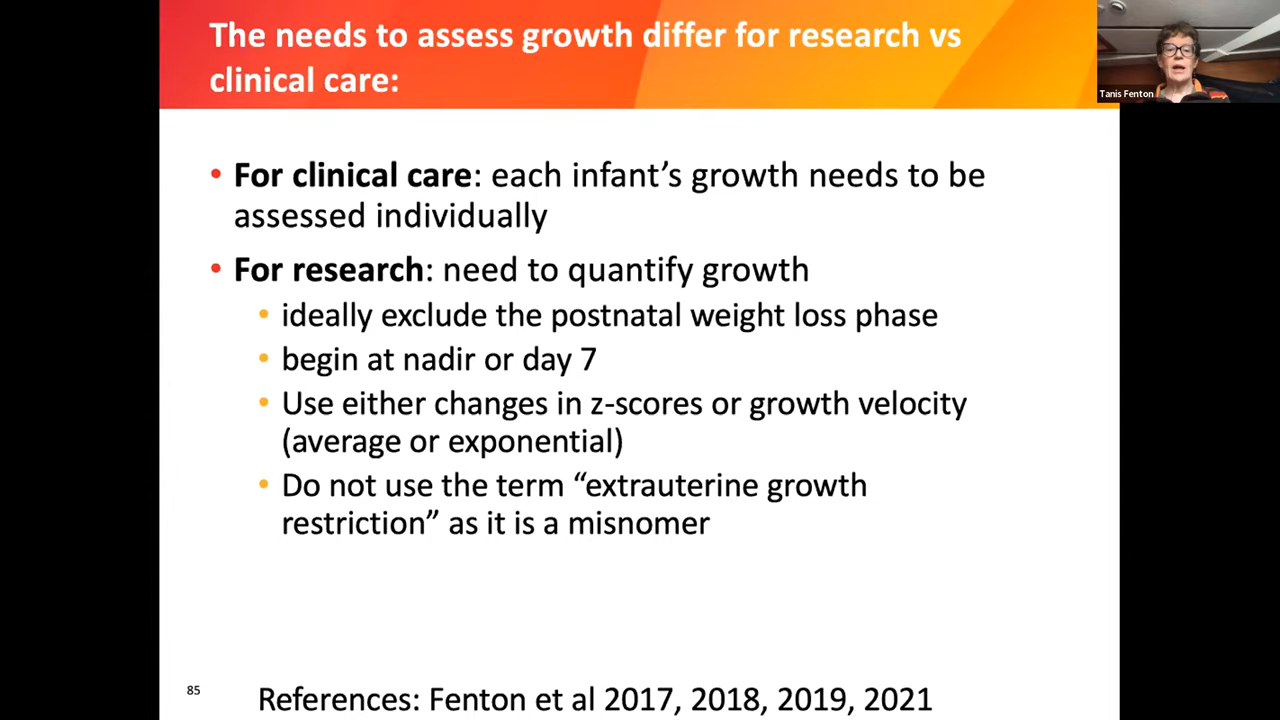 The needs to assess growth differ for research vs
clinical care:
Tanis Fenton
• For clinical care: each infant’s growth needs to be
assessed individually
• For research: need to quantify growth
• ideally exclude the postnatal weight loss phase
• begin at nadir or day 7
• Use either changes in z-scores or growth velocity
(average or exponential)
• Do not use the term “extrauterine growth
restriction” as it is a misnomer
85
References: Fenton et al 2017, 2018, 2019, 2021